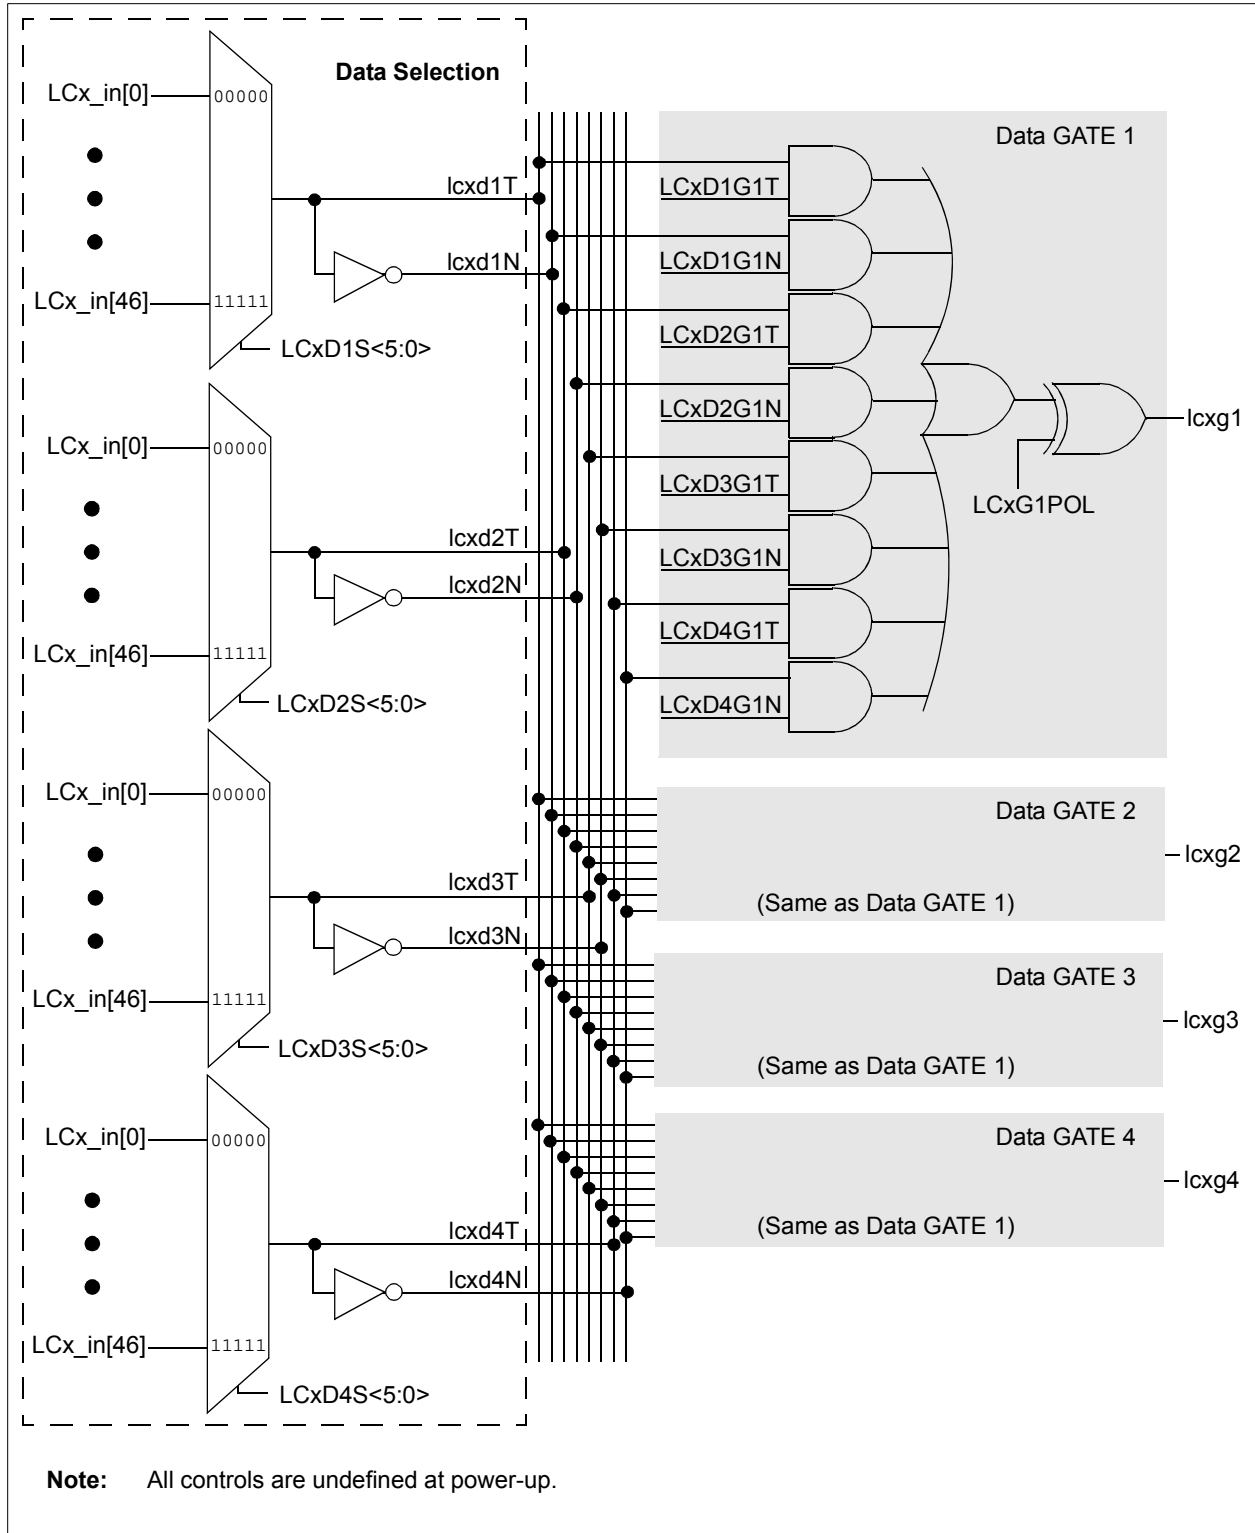 Data Selection
LCx_in[0]
00000
LCx_in[46]
11111
LCxD1S<5:0>
lcxd1T
lcxd1N
LCx_in[0]
00000
LCx_in[46]
11111
LCxD2S<5:0>
lcxd2T
lcxd2N
LCx_in[0]
00000
LCx_in[46]
11111
LCxD3S<5:0>
lcxd3T
lcxd3N
LCx_in[0]
00000
LCx_in[46]
11111
LCxD4S<5:0>
lcxd4T
lcxd4N
Data GATE 1
LCxD1G1T
LCxD1G1N
LCxD2G1T
LCxD2G1N
LCxD3G1T
LCxD3G1N
LCxD4G1T
LCxD4G1N
LCxG1POL
lcxg1
Data GATE 2
(Same as Data GATE 1)
lcxg2
Data GATE 3
(Same as Data GATE 1)
lcxg3
Data GATE 4
(Same as Data GATE 1)
lcxg4
Note: All controls are undefined at power-up.